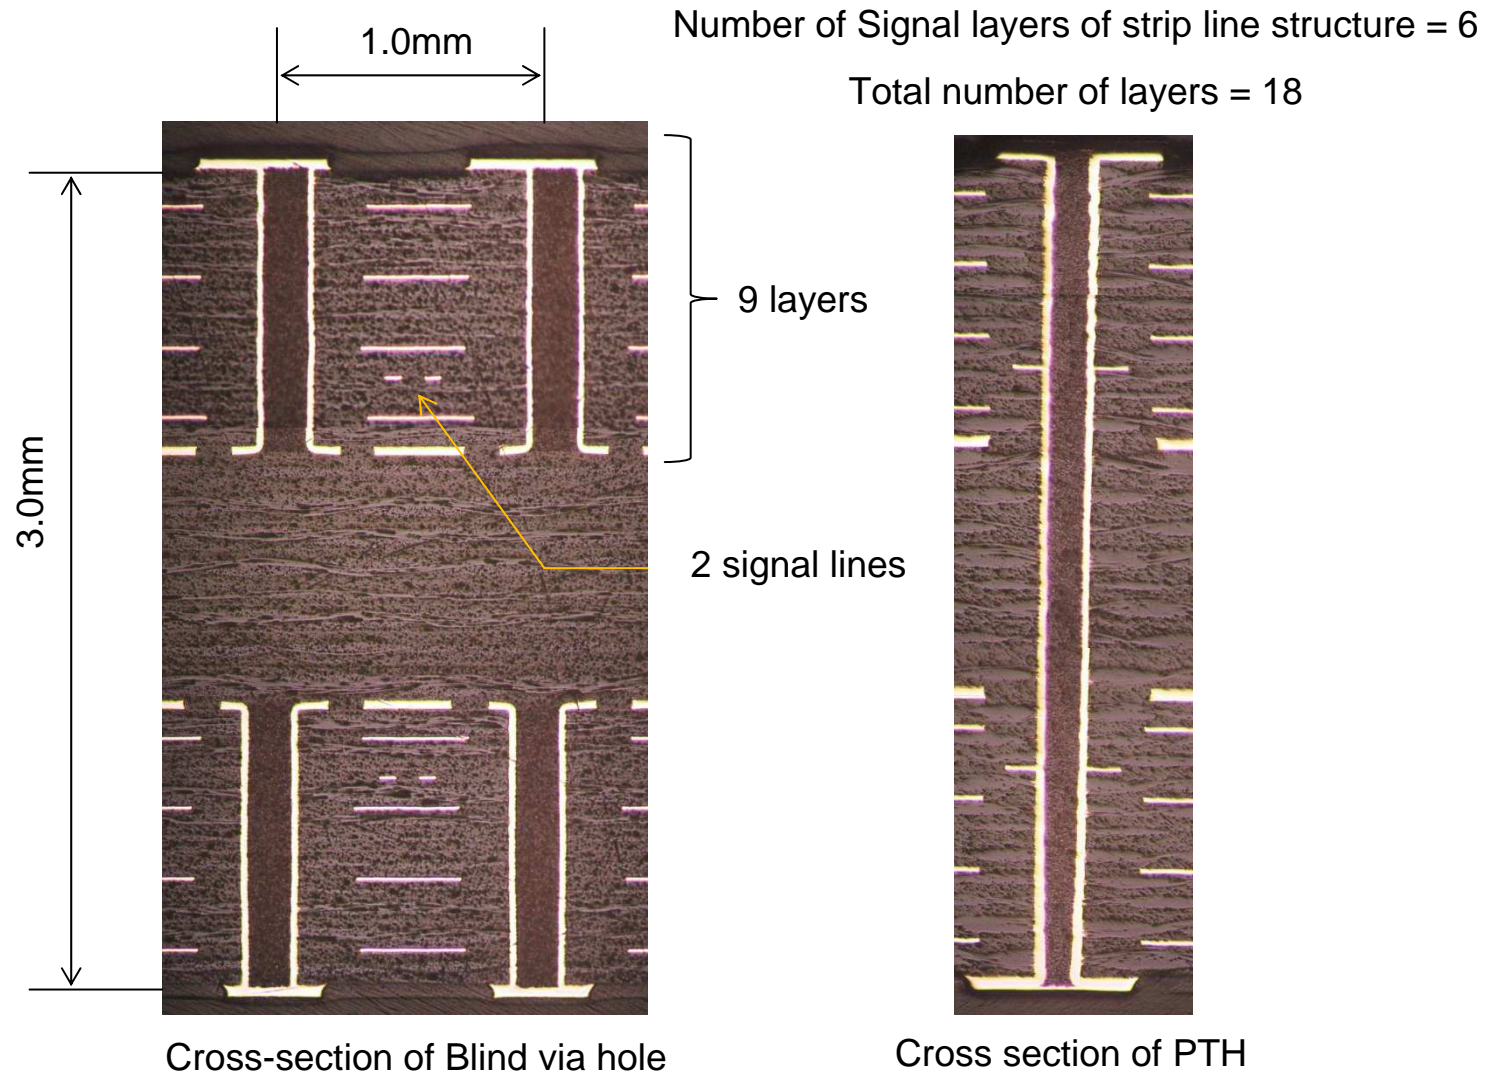 Number of Signal layers of strip line structure = 6
1.0mm
Total number of layers = 18
9 layers
3.0mm
2 signal lines
Cross-section of Blind via hole
Cross section of PTH